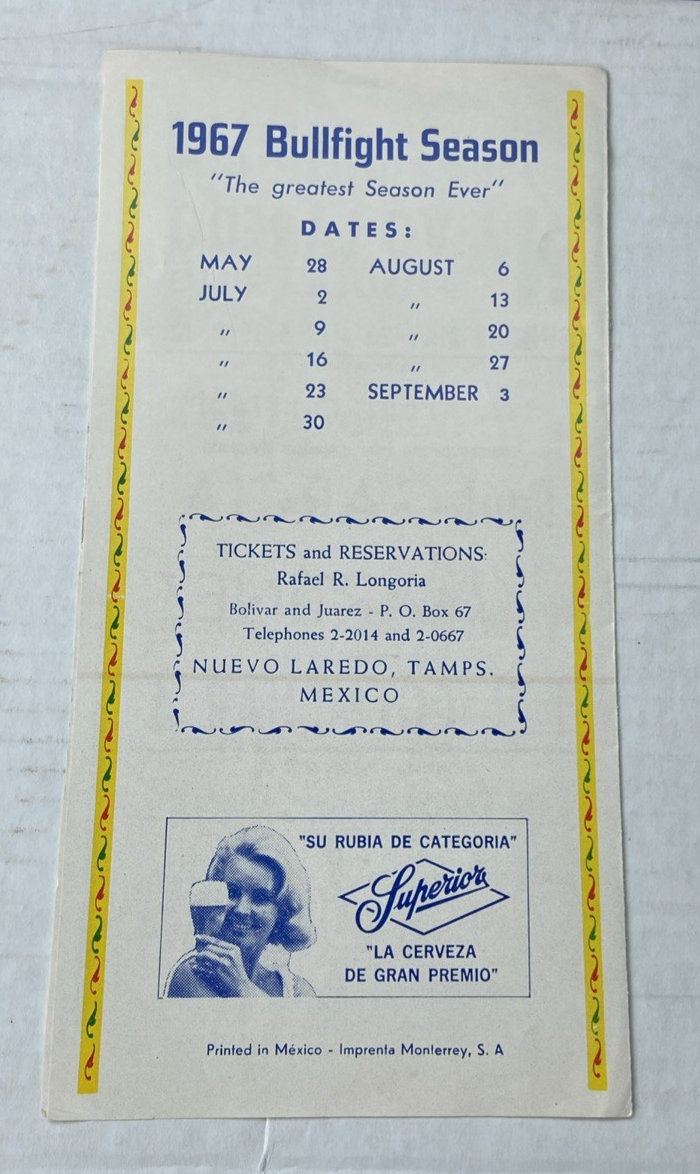 1967 Bullfight Season
"The greatest Season Ever"
DATES:
MAY 28 AUGUST 6
JULY 2 " 13
" 9 " 20
" 16 " 27
" 23 SEPTEMBER 3
" 30
TICKETS and RESERVATIONS:
Rafael R. Longoria
Bolivar and Juarez - P. O. Box 67
Telephones 2-2014 and 2-0667
NUEVO LAREDO, TAMPS.
MEXICO
"SU RUBIA DE CATEGORIA"
Superior
"LA CERVEZA
DE GRAN PREMIO"
Printed in México - Imprenta Monterrey, S. A